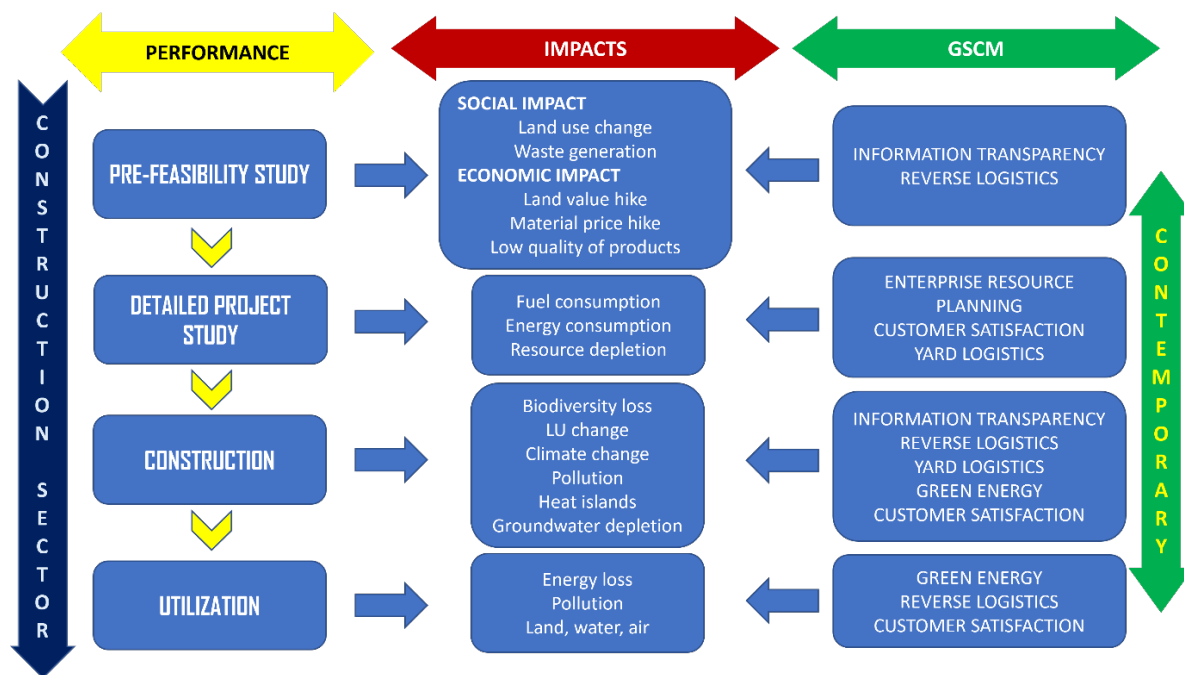 PERFORMANCE
IMPACTS
GSCM
CONSTRUCTION SECTOR
PRE-FEASIBILITY STUDY
SOCIAL IMPACT
Land use change
Waste generation
ECONOMIC IMPACT
Land value hike
Material price hike
Low quality of products
INFORMATION TRANSPARENCY
REVERSE LOGISTICS
DETAILED PROJECT
STUDY
Fuel consumption
Energy consumption
Resource depletion
ENTERPRISE RESOURCE
PLANNING
CUSTOMER SATISFACTION
YARD LOGISTICS
CONSTRUCTION
Biodiversity loss
LU change
Climate change
Pollution
Heat islands
Groundwater depletion
INFORMATION TRANSPARENCY
REVERSE LOGISTICS
YARD LOGISTICS
GREEN ENERGY
CUSTOMER SATISFACTION
UTILIZATION
Energy loss
Pollution
Land, water, air
GREEN ENERGY
REVERSE LOGISTICS
CUSTOMER SATISFACTION
CONTEMPORARY